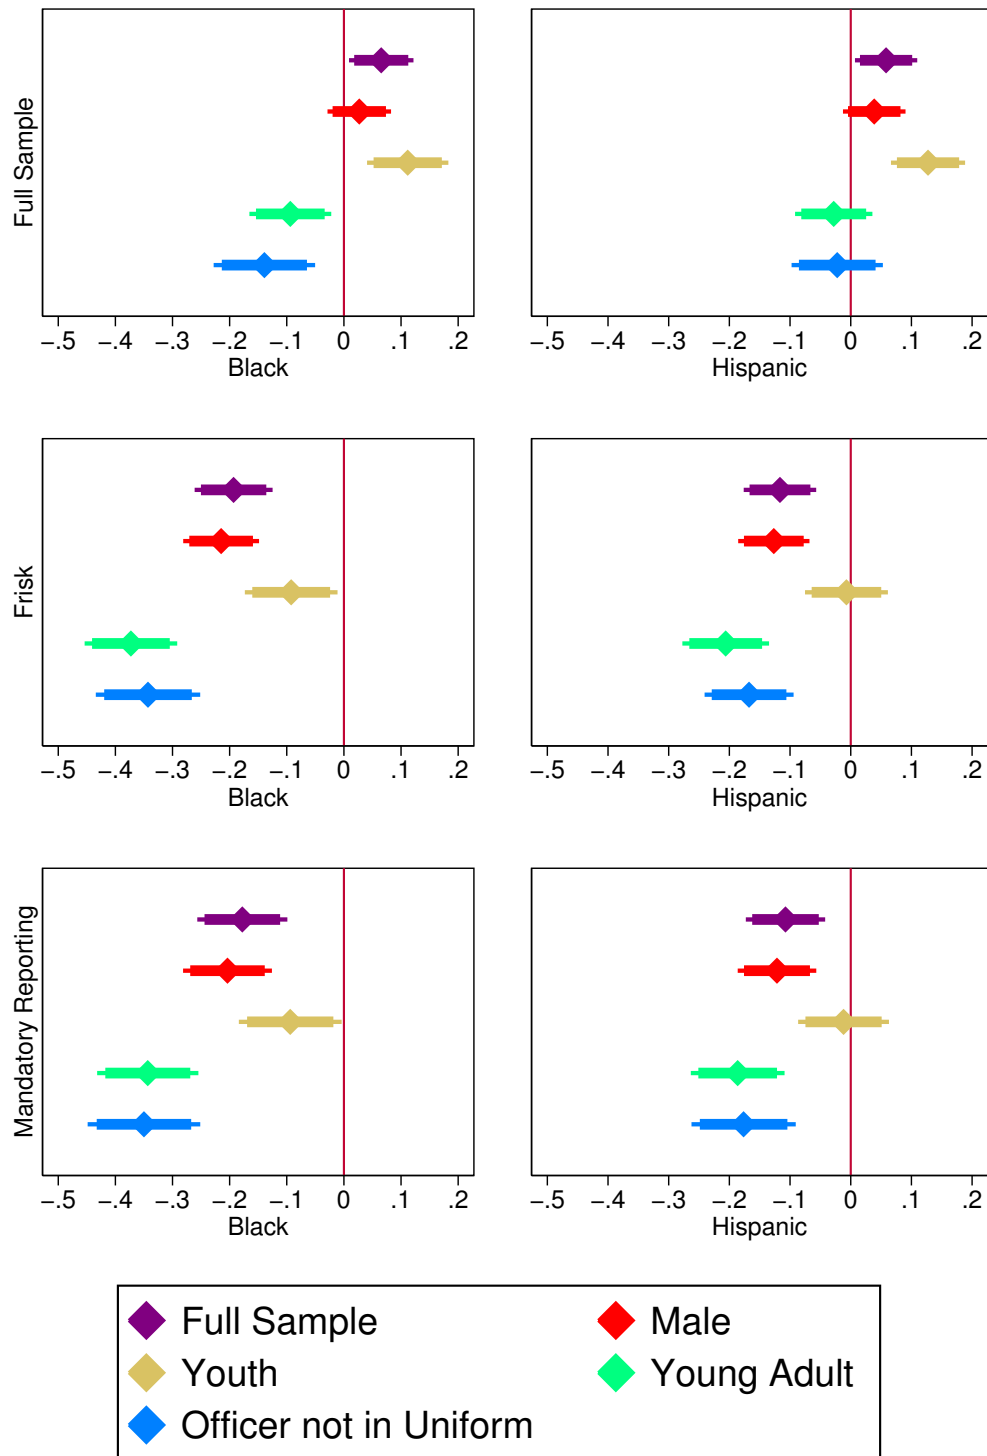 Full Sample
−.5 −.4 −.3 −.2 −.1 0 .1 .2
Black
−.5 −.4 −.3 −.2 −.1 0 .1 .2
Hispanic
Frisk
−.5 −.4 −.3 −.2 −.1 0 .1 .2
Black
−.5 −.4 −.3 −.2 −.1 0 .1 .2
Hispanic
Mandatory Reporting
−.5 −.4 −.3 −.2 −.1 0 .1 .2
Black
−.5 −.4 −.3 −.2 −.1 0 .1 .2
Hispanic
Full Sample
Male
Youth
Young Adult
Officer not in Uniform